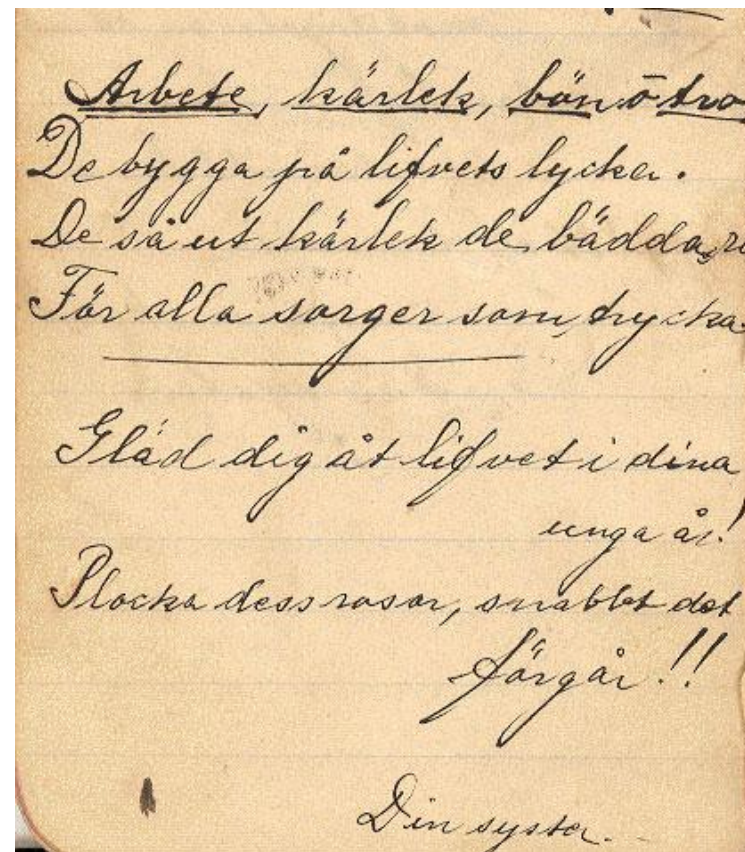 Arbete, kärlek, bön ō tro
De bygga på lifvets lycka.
De så ut kärlek de bädda ro
För alla sorger som trycka.
Gläd dig åt lifvet i dina
unga år!
Plocka dess rosor, snabbt det
förgår!!
Din syster.